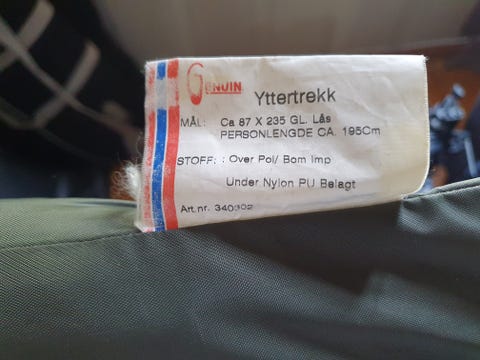 GENUIN
Yttertrekk
MÅL: Ca 87 X 235 GL. Lås
PERSONLENGDE CA. 195Cm
STOFF: : Over Pol/ Bom Imp
Under Nylon PU Belagt
Art.nr. 340302